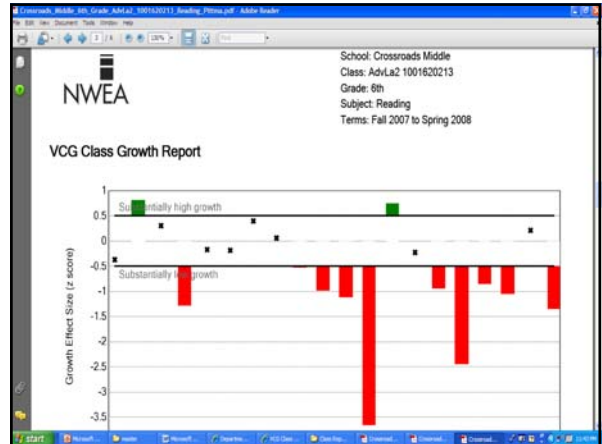 Crossroads_Middle_6th_Grade_AdvLa2_1001620213_Reading_Pittma.pdf - Adobe Reader
File Edit View Document Tools Window Help
NWEA
School: Crossroads Middle
Class: AdvLa2 1001620213
Grade: 6th
Subject: Reading
Terms: Fall 2007 to Spring 2008
VCG Class Growth Report
Growth Effect Size (z score)
1
Substantially high growth
0.5
0
-0.5
Substantially low growth
-1
-1.5
-2
-2.5
-3
-3.5
start
reader